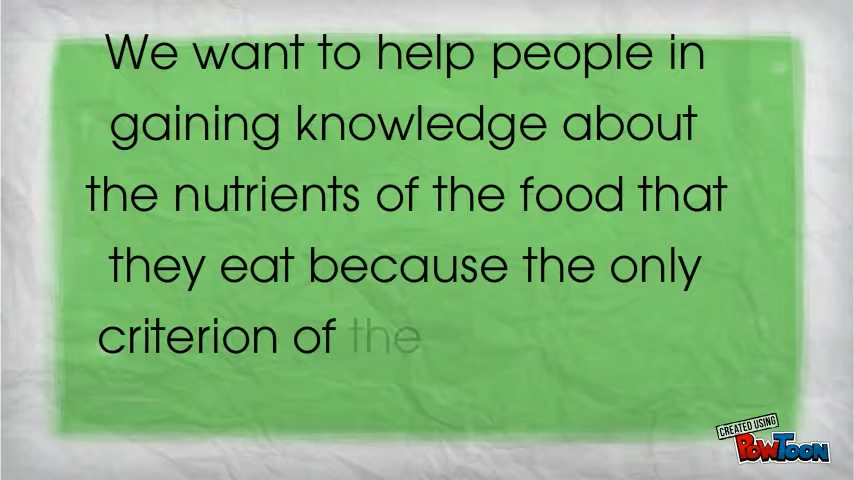 We want to help people in
gaining knowledge about
the nutrients of the food that
they eat because the only
criterion of the
CREATED USING
POWTOON